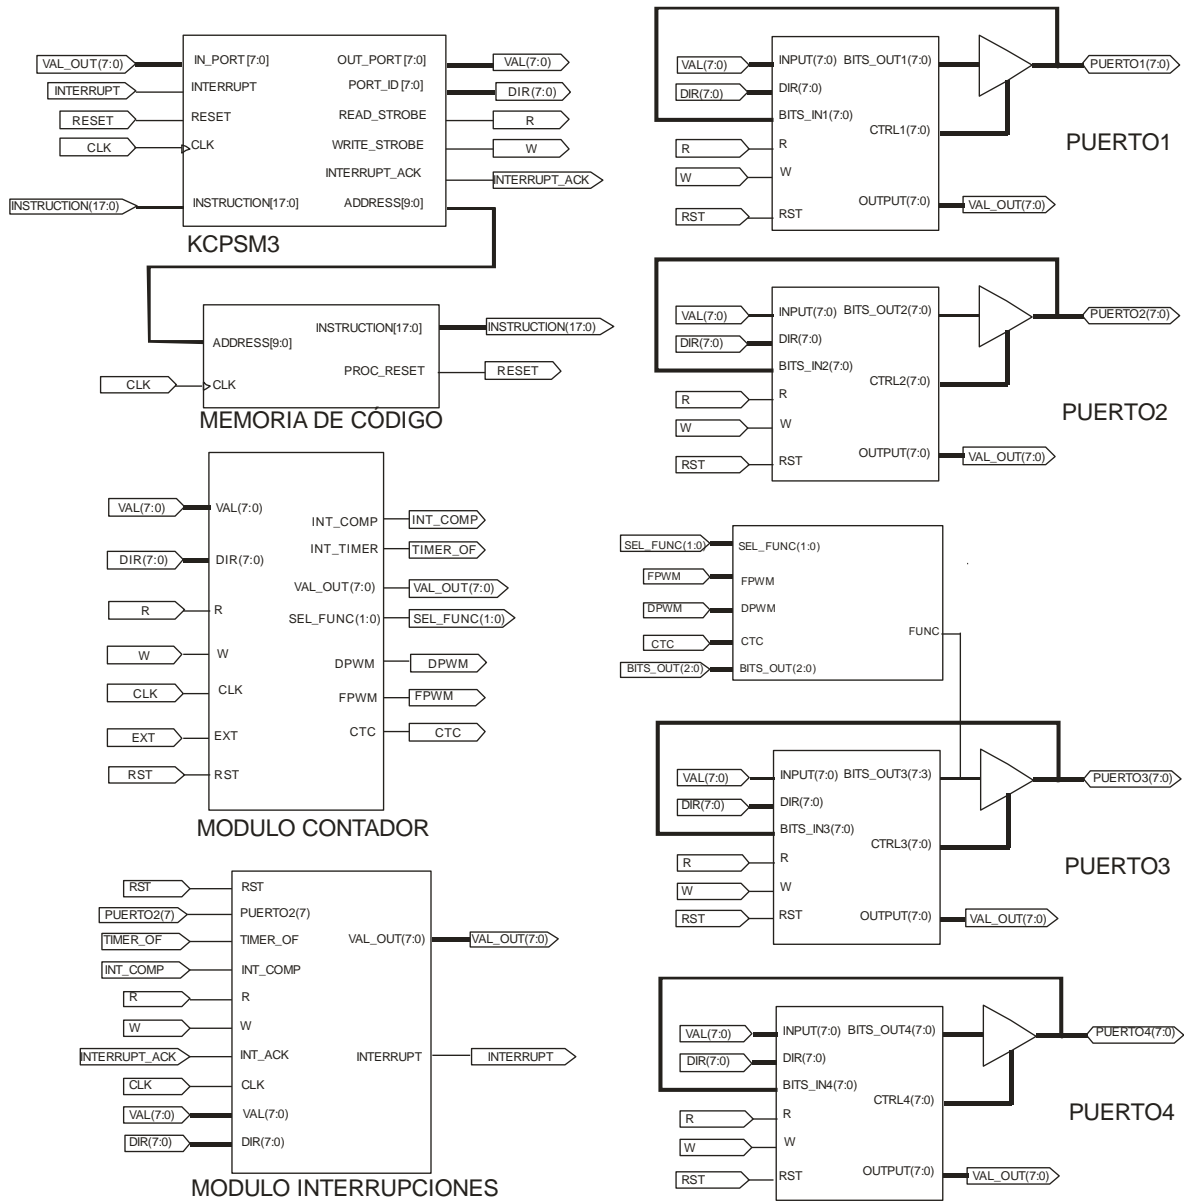 VAL_OUT(7:0)
INTERRUPT
RESET
CLK
INSTRUCTION(17:0)
IN_PORT[7:0]
INTERRUPT
RESET
CLK
INSTRUCTION[17:0]
OUT_PORT[7:0]
PORT_ID[7:0]
READ_STROBE
WRITE_STROBE
INTERRUPT_ACK
ADDRESS[9:0]
VAL(7:0)
DIR(7:0)
R
W
INTERRUPT_ACK
KCPSM3
ADDRESS[9:0]
CLK
CLK
INSTRUCTION[17:0]
PROC_RESET
INSTRUCTION(17:0)
RESET
MEMORIA DE CÓDIGO
VAL(7:0)
DIR(7:0)
R
W
CLK
EXT
RST
VAL(7:0)
DIR(7:0)
R
W
CLK
EXT
RST
INT_COMP
INT_TIMER
VAL_OUT(7:0)
SEL_FUNC(1:0)
DPWM
FPWM
CTC
INT_COMP
TIMER_OF
VAL_OUT(7:0)
SEL_FUNC(1:0)
DPWM
FPWM
CTC
MODULO CONTADOR
RST
PUERTO2(7)
TIMER_OF
INT_COMP
R
W
INTERRUPT_ACK
CLK
VAL(7:0)
DIR(7:0)
RST
PUERTO2(7)
TIMER_OF
INT_COMP
R
W
INT_ACK
CLK
VAL(7:0)
DIR(7:0)
VAL_OUT(7:0)
INTERRUPT
VAL_OUT(7:0)
INTERRUPT
MODULO INTERRUPCIONES
VAL(7:0)
DIR(7:0)
R
W
RST
INPUT(7:0)
DIR(7:0)
BITS_IN1(7:0)
R
W
RST
BITS_OUT1(7:0)
CTRL1(7:0)
OUTPUT(7:0)
PUERTO1(7:0)
VAL_OUT(7:0)
PUERTO1
VAL(7:0)
DIR(7:0)
R
W
RST
INPUT(7:0)
DIR(7:0)
BITS_IN2(7:0)
R
W
RST
BITS_OUT2(7:0)
CTRL2(7:0)
OUTPUT(7:0)
PUERTO2(7:0)
VAL_OUT(7:0)
PUERTO2
SEL_FUNC(1:0)
FPWM
DPWM
CTC
BITS_OUT(2:0)
SEL_FUNC(1:0)
FPWM
DPWM
CTC
BITS_OUT(2:0)
FUNC
VAL(7:0)
DIR(7:0)
R
W
RST
INPUT(7:0)
DIR(7:0)
BITS_IN3(7:0)
R
W
RST
BITS_OUT3(7:3)
CTRL3(7:0)
OUTPUT(7:0)
PUERTO3(7:0)
VAL_OUT(7:0)
PUERTO3
VAL(7:0)
DIR(7:0)
R
W
RST
INPUT(7:0)
DIR(7:0)
BITS_IN4(7:0)
R
W
RST
BITS_OUT4(7:0)
CTRL4(7:0)
OUTPUT(7:0)
PUERTO4(7:0)
VAL_OUT(7:0)
PUERTO4